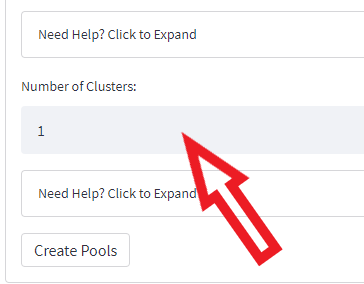 Need Help? Click to Expand
Number of Clusters:
1
Need Help? Click to Expand
Create Pools